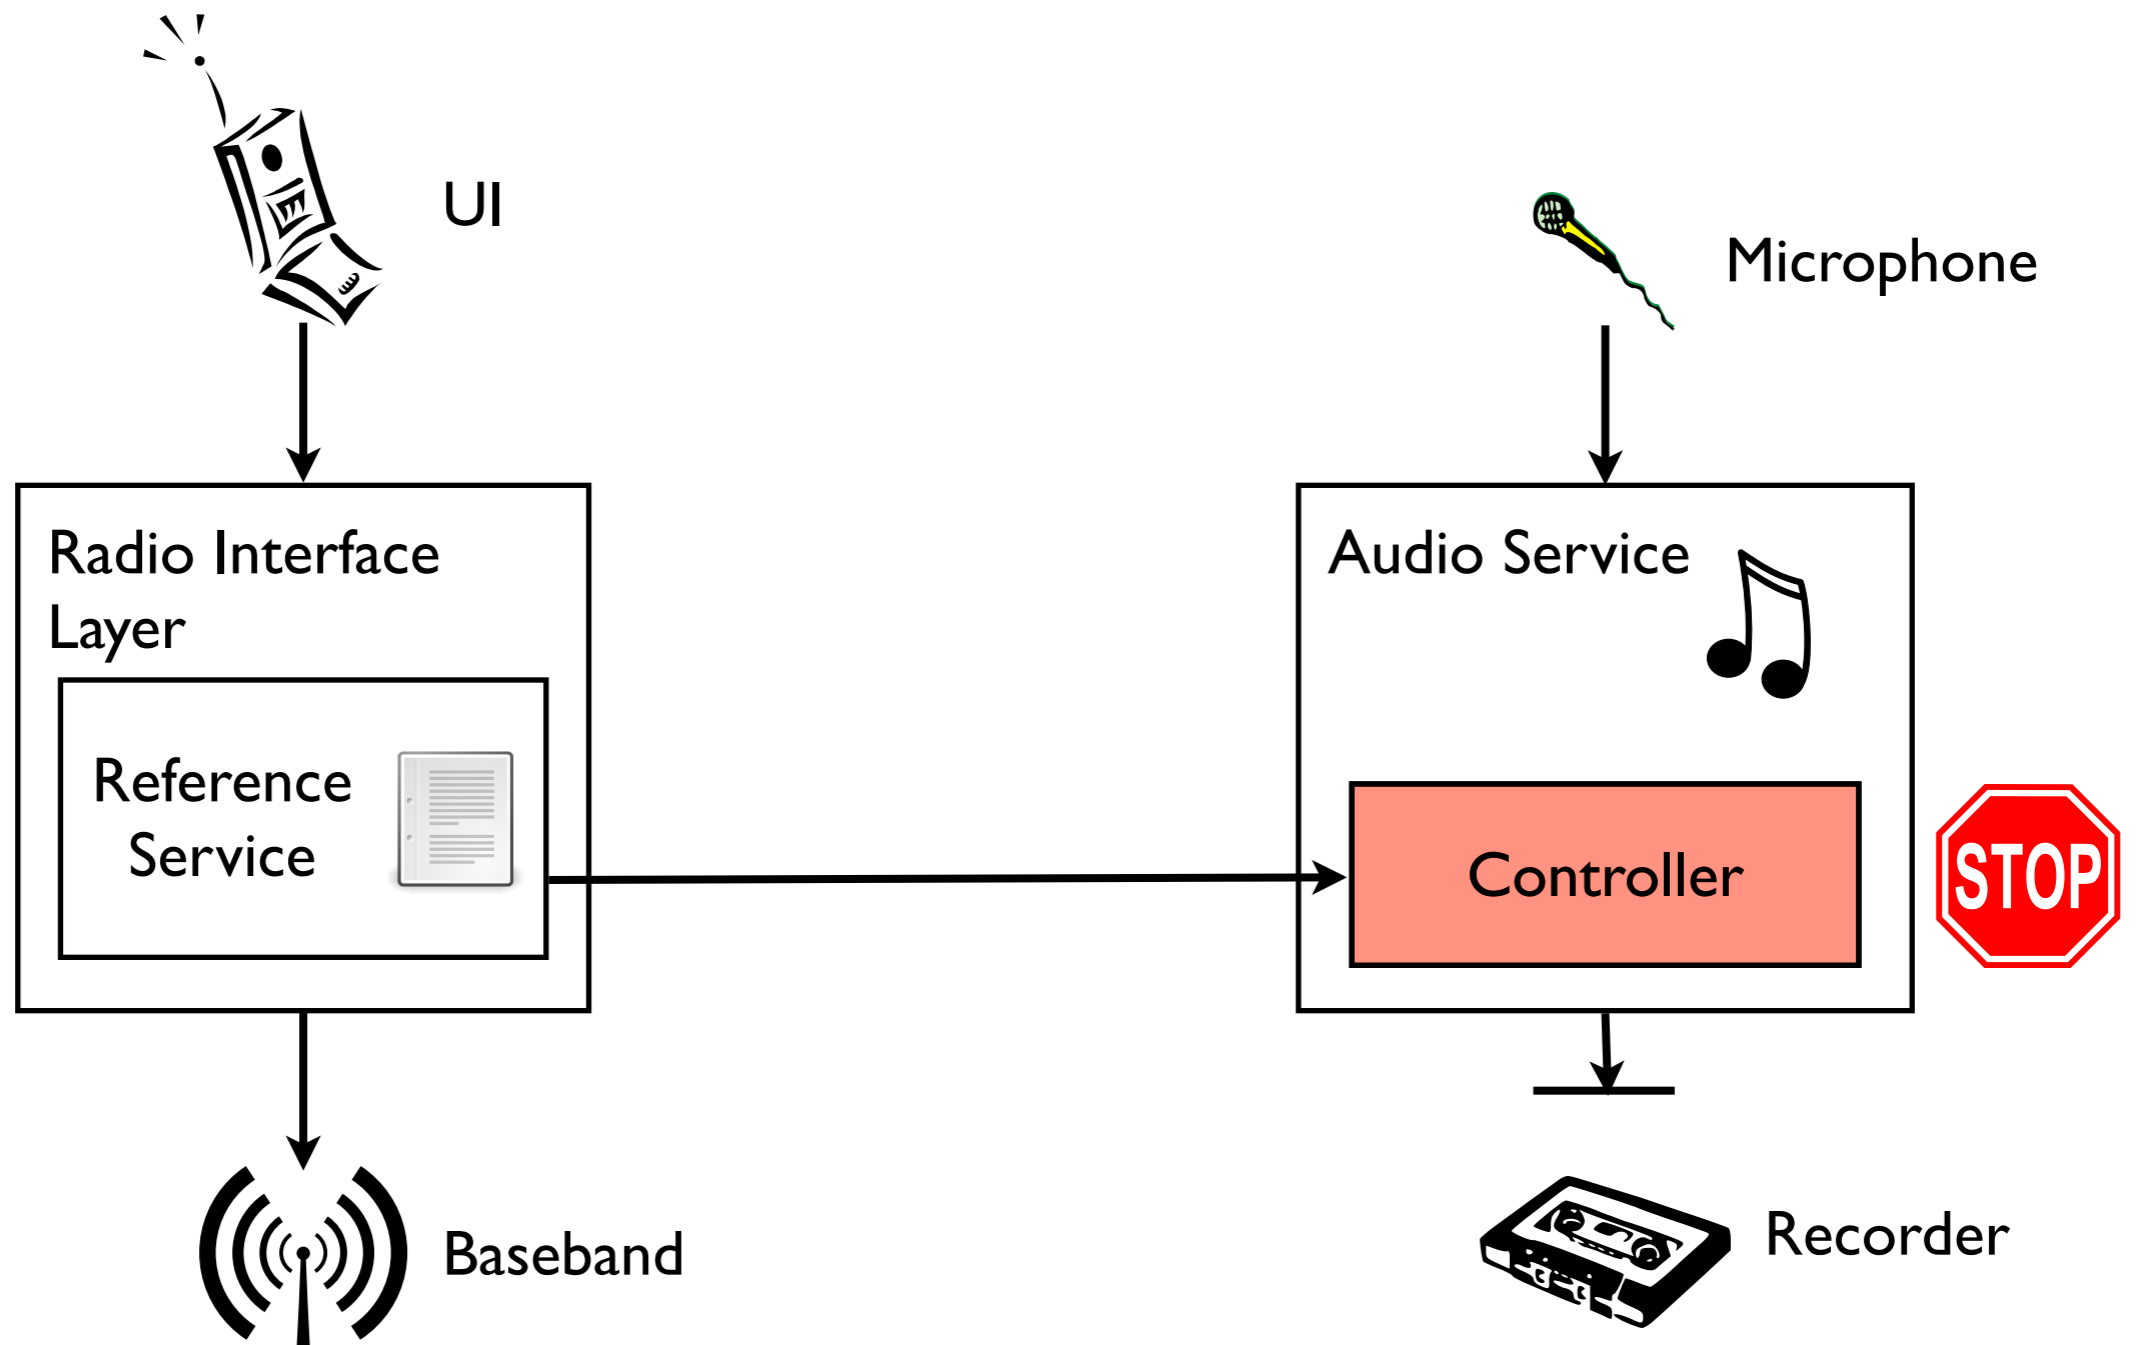 UI
Microphone
Radio Interface
Layer
Audio Service
Reference
Service
Controller
STOP
Baseband
Recorder